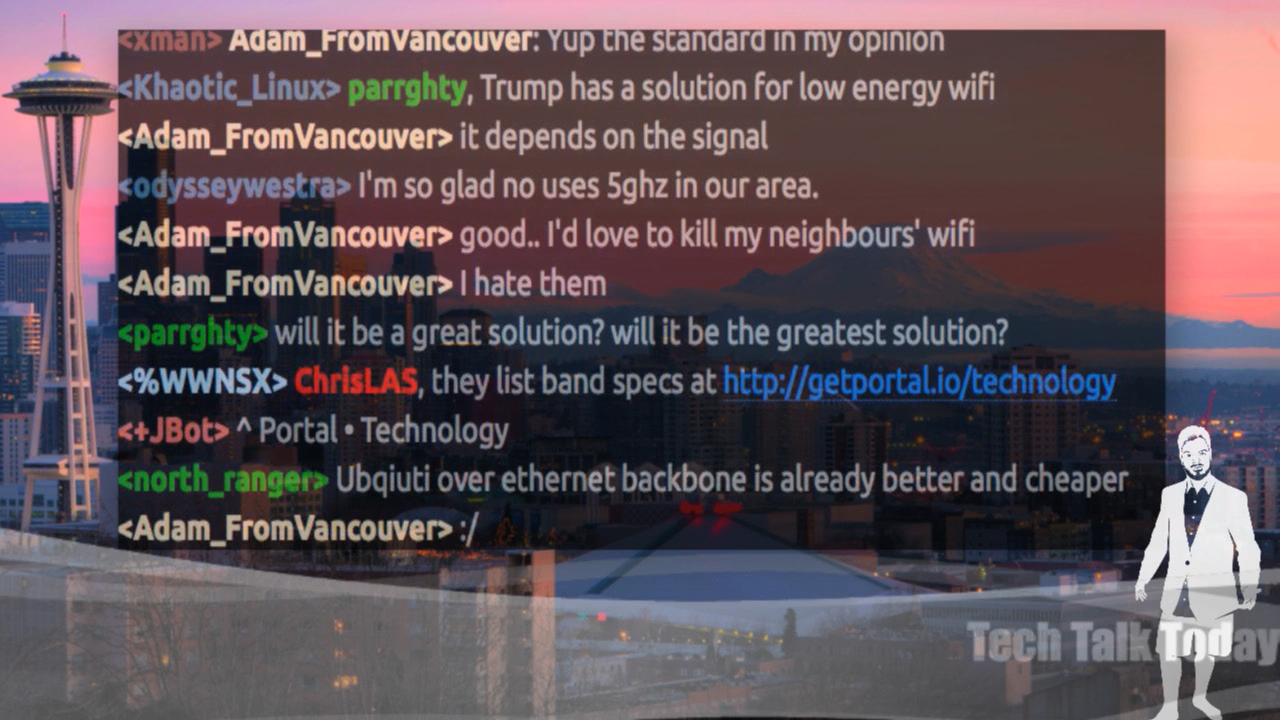 <xman> Adam_FromVancouver: Yup the standard in my opinion
<Khaotic_Linux> parrghty, Trump has a solution for low energy wifi
<Adam_FromVancouver> it depends on the signal
<odysseywestra> I'm so glad no uses 5ghz in our area.
<Adam_FromVancouver> good.. I'd love to kill my neighbours' wifi
<Adam_FromVancouver> I hate them
<parrghty> will it be a great solution? will it be the greatest solution?
<%WWNSX> ChrisLAS, they list band specs at http://getportal.io/technology
<+JBot> ^ Portal • Technology
<north_ranger> Ubqiuti over ethernet backbone is already better and cheaper
<Adam_FromVancouver> :/
Tech Talk Today